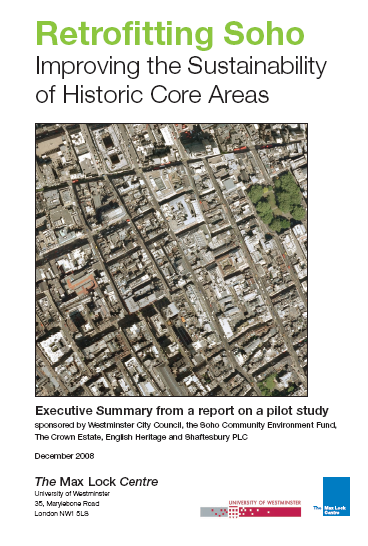 Retrofitting Soho
Improving the Sustainability
of Historic Core Areas
Executive Summary from a report on a pilot study
sponsored by Westminster City Council, the Soho Community Environment Fund,
The Crown Estate, English Heritage and Shaftesbury PLC
December 2008
The Max Lock Centre
University of Westminster
35, Marylebone Road
London NW1 5LS
UNIVERSITY OF WESTMINSTER
The Max Lock
Centre